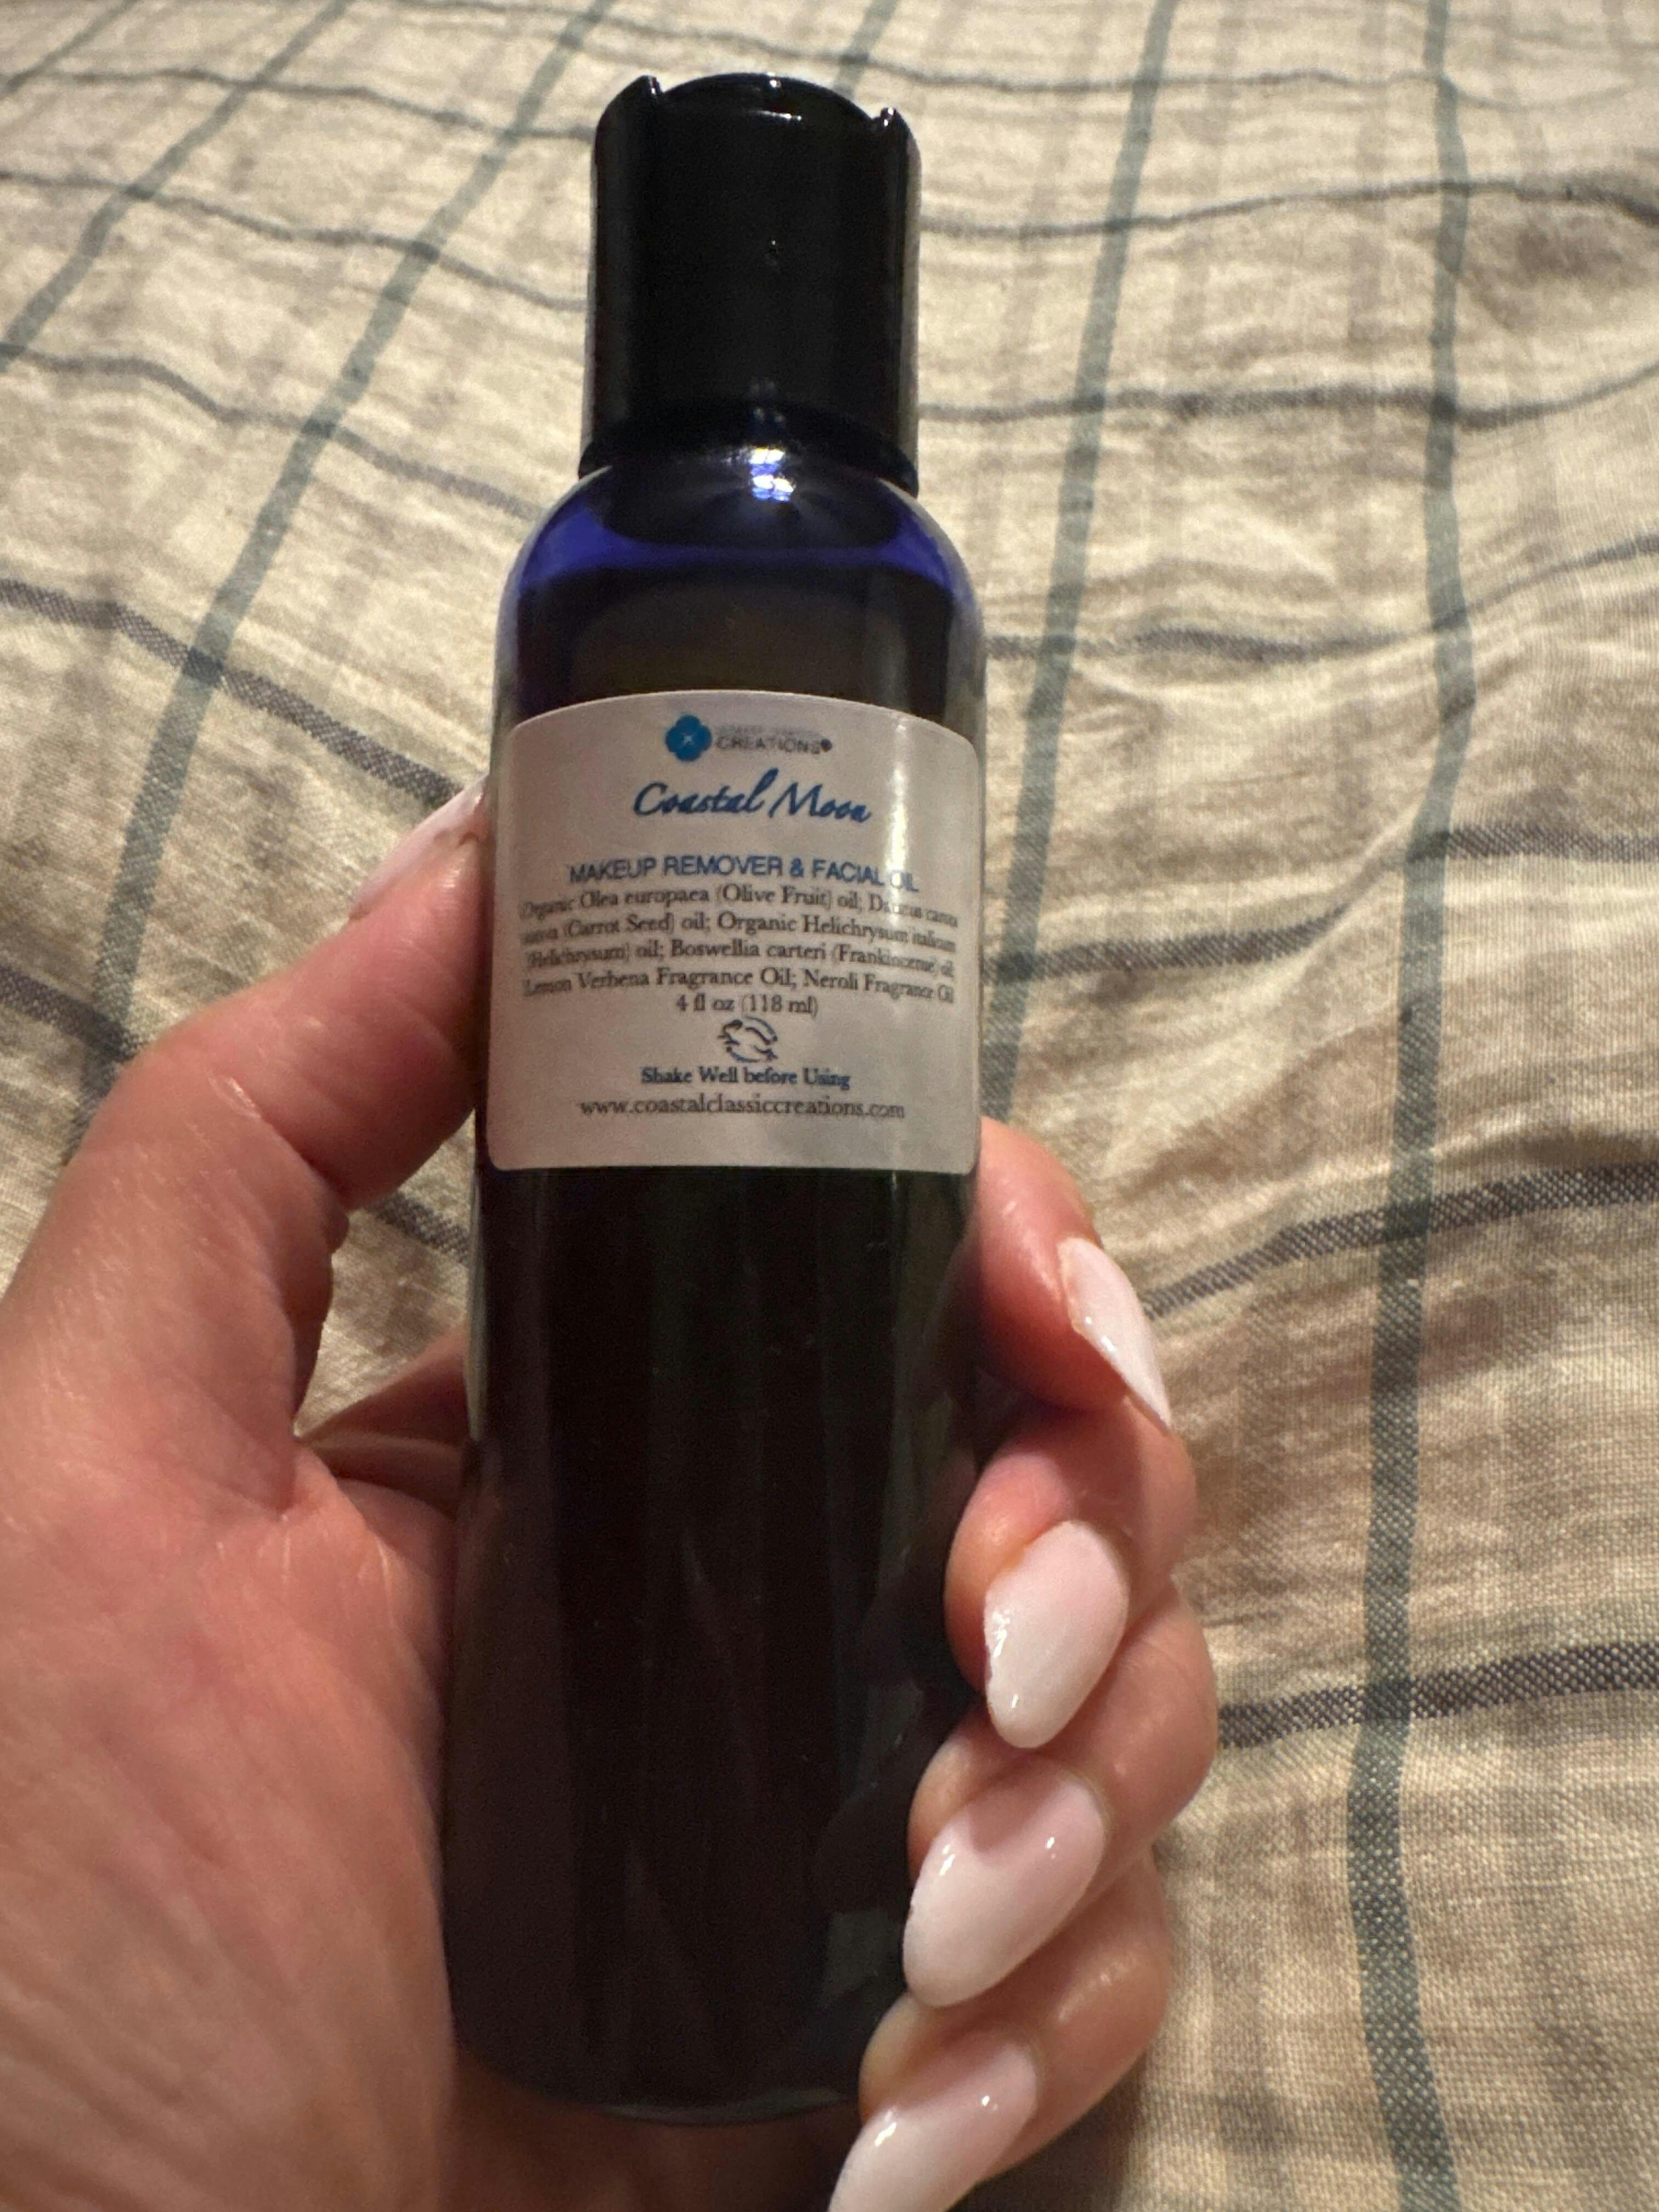 CREATIONS
Coastal Moon
MAKEUP REMOVER & FACIAL OIL
Organic Olea europaea (Olive Fruit) oil; Daucus carota
sativa (Carrot Seed) oil; Organic Helichrysum italicum
(Helichrysum) oil; Boswellia carteri (Frankincense) oil;
Lemon Verbena Fragrance Oil; Neroli Fragrance Oil
4 fl oz (118 ml)
Shake Well before Using
www.coastalclassiccreations.com